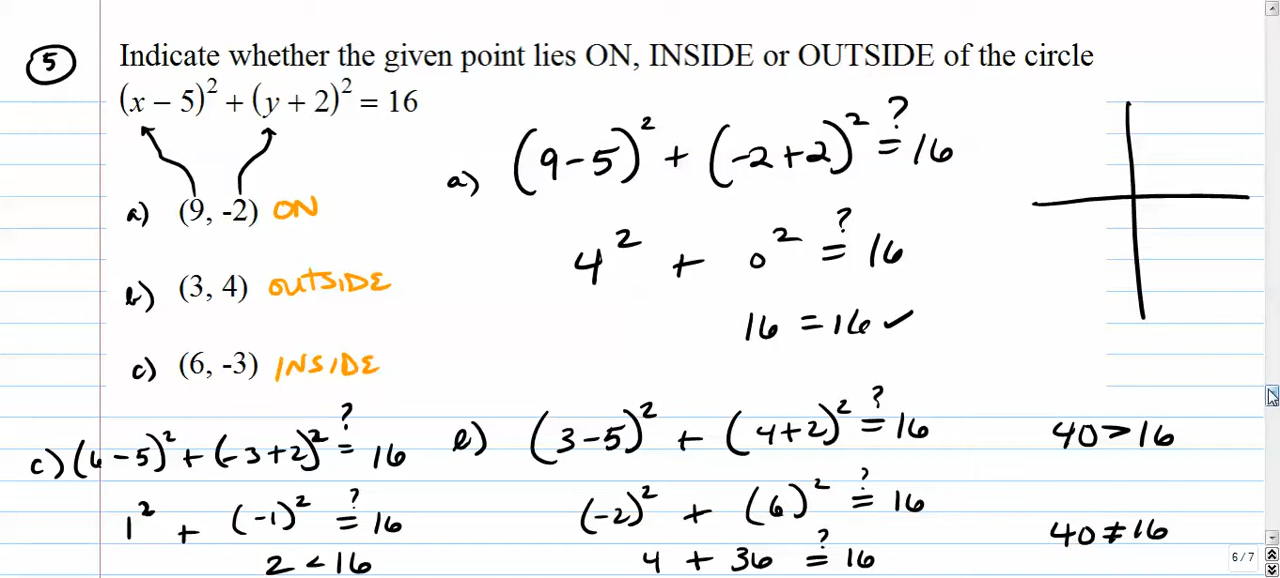 5 Indicate whether the given point lies ON, INSIDE or OUTSIDE of the circle
(x − 5)² + (y + 2)² = 16
a) (9, -2) ON
b) (3, 4) OUTSIDE
c) (6, -3) INSIDE
a) (9-5)² + (-2+2)² ?= 16
4² + 0² ?= 16
16 = 16 ✓
c) (6-5)² + (-3+2)² ?= 16
1² + (-1)² ?= 16
2 < 16
b) (3-5)² + (4+2)² ?= 16
(-2)² + (6)² ?= 16
4 + 36 ?= 16
40 > 16
40 ≠ 16
6 / 7